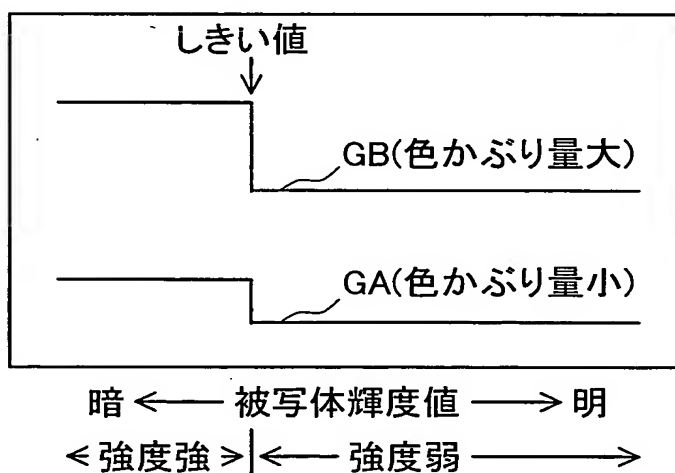 しきい値
GB(色かぶり量大)
GA(色かぶり量小)
暗 ← 被写体輝度値 → 明
強度強 強度弱